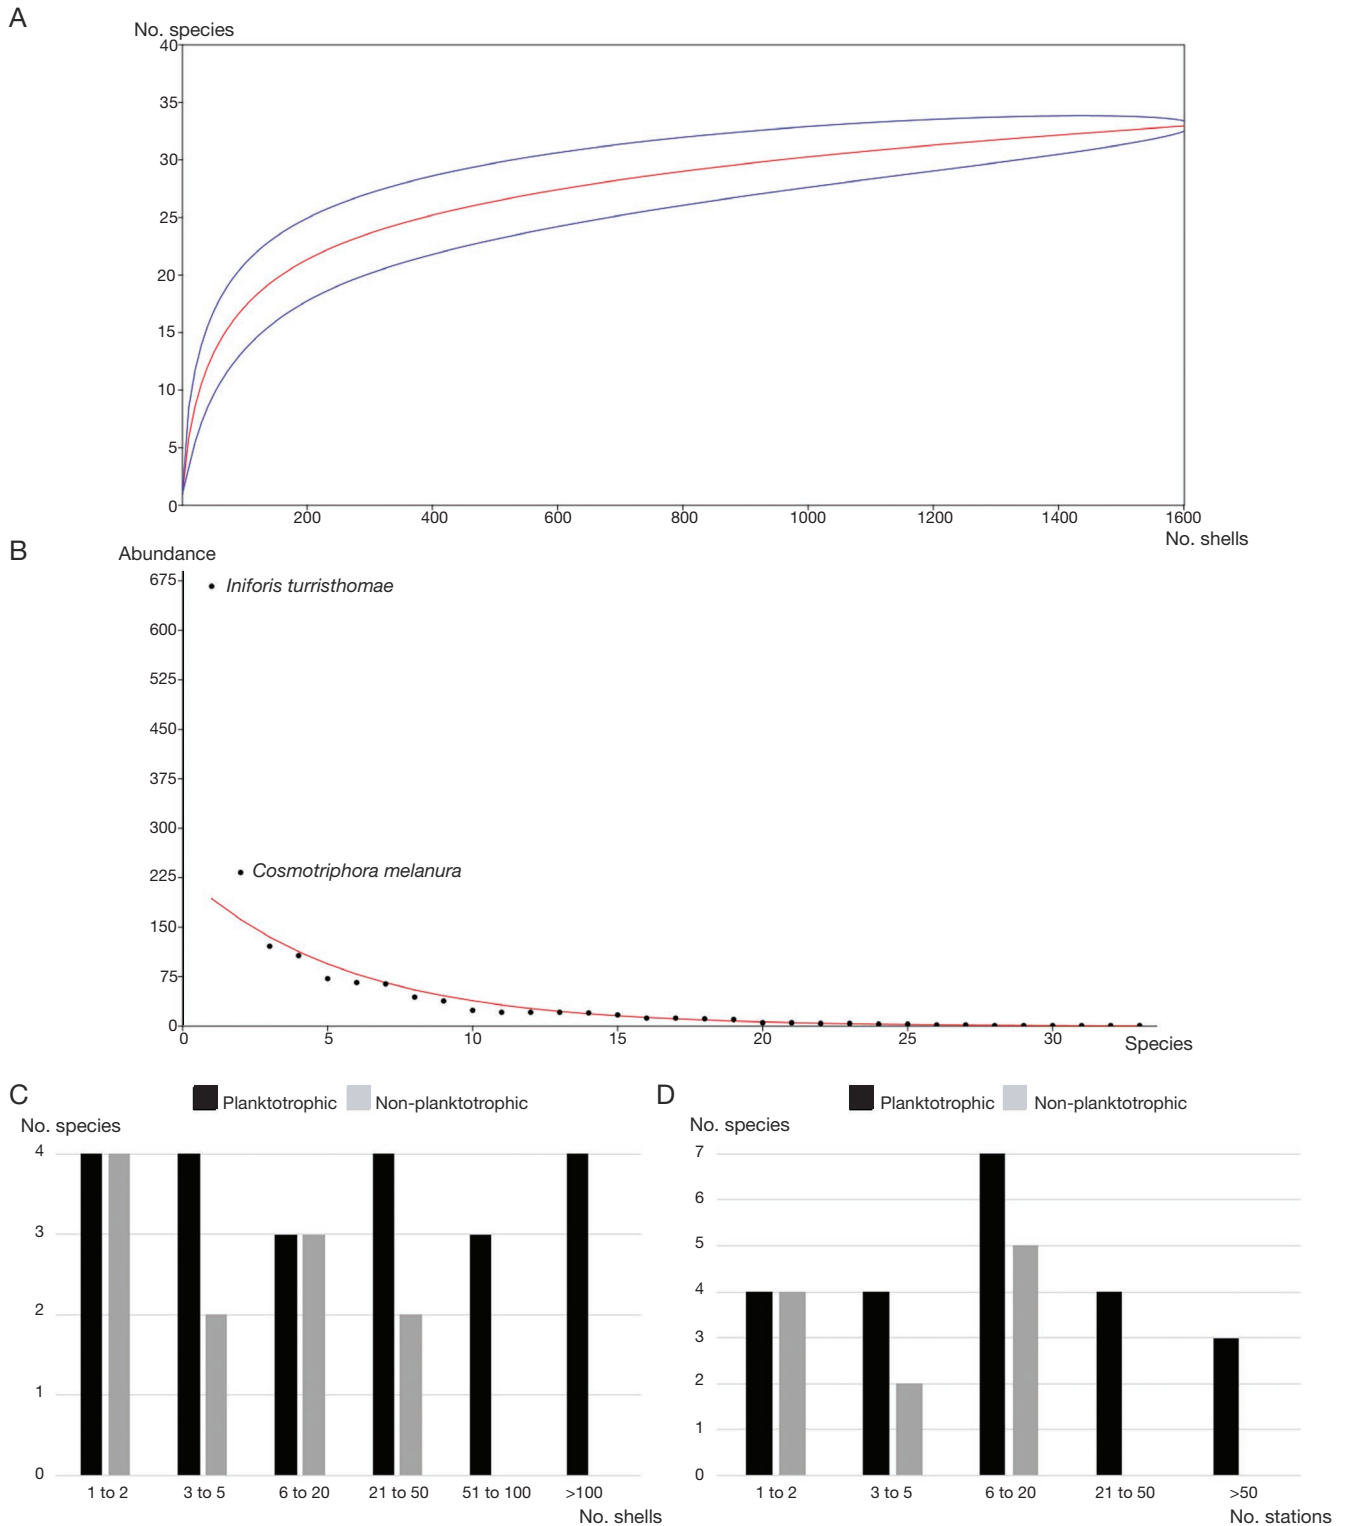 A
No. species
40
35
30
25
20
15
10
5
0
200 400 600 800 1000 1200 1400 1600
No. shells
B
Abundance
675
Iniforis turristhomae
600
525
450
375
300
225
Cosmotriphora melanura
150
75
0
0 5 10 15 20 25 30
Species
C
Planktotrophic Non-planktotrophic
No. species
4
3
2
1
0
1 to 2 3 to 5 6 to 20 21 to 50 51 to 100 >100
No. shells
D
Planktotrophic Non-planktotrophic
No. species
7
6
5
4
3
2
1
0
1 to 2 3 to 5 6 to 20 21 to 50 >50
No. stations